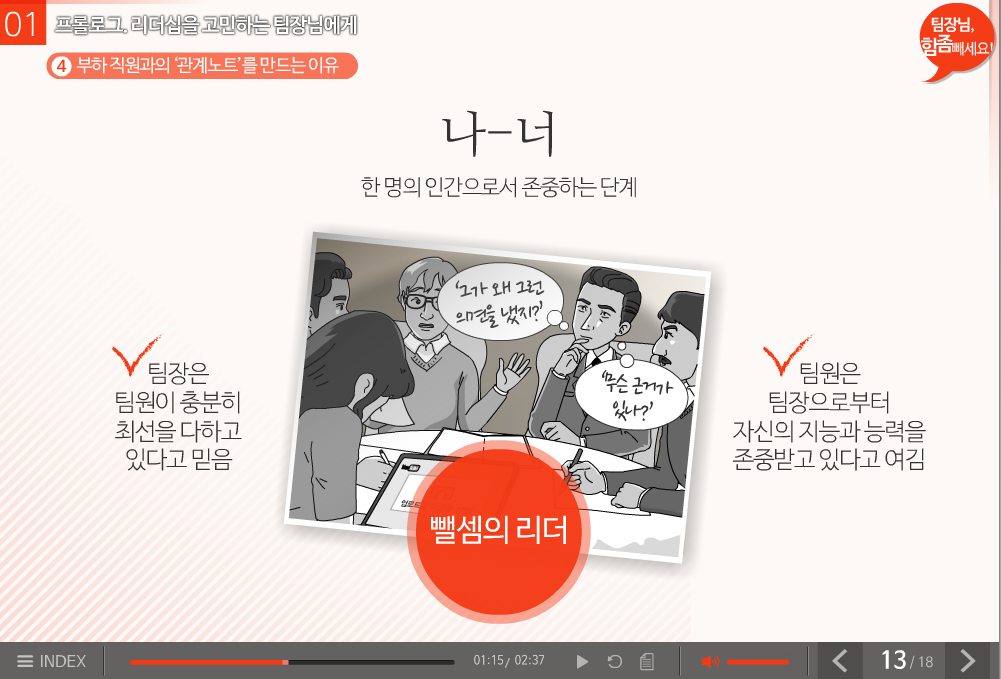 01
프롤로그. 리더십을 고민하는 팀장님에게
팀장님,
힘좀빼세요!
4 부하 직원과의 ‘관계노트’를 만드는 이유
나-너
한 명의 인간으로서 존중하는 단계
‘그가 왜 그런
의견을 냈지?’
‘무슨 근거가
있나?’
팀장은
팀원이 충분히
최선을 다하고
있다고 믿음
팀원은
팀장으로부터
자신의 지능과 능력을
존중받고 있다고 여김
뺄셈의 리더
INDEX
01:15/ 02:37
13 / 18